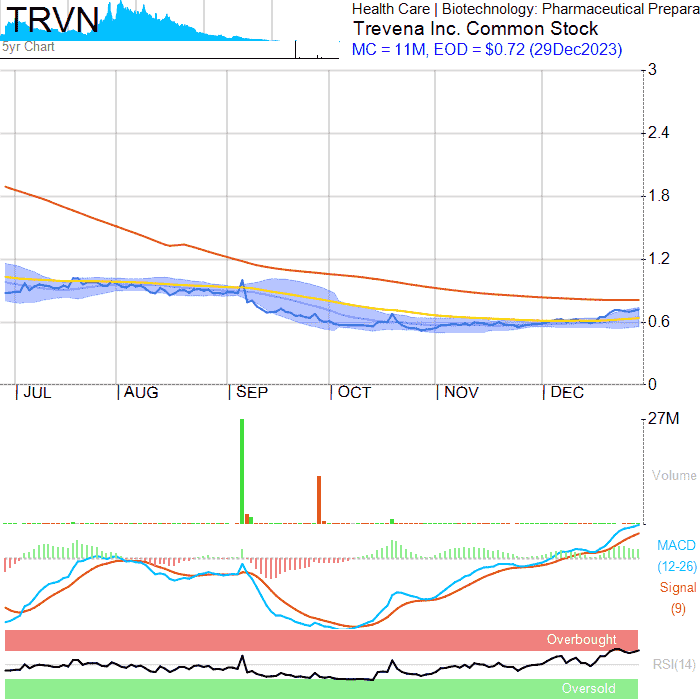 TRVN
5yr Chart
Health Care | Biotechnology: Pharmaceutical Prepara
Trevena Inc. Common Stock
MC = 11M, EOD = $0.72 (29Dec2023)
3
2.4
1.8
1.2
0.6
0
JUL AUG SEP OCT NOV DEC
27M
Volume
MACD
(12-26)
Signal
(9)
Overbought
RSI(14)
Oversold